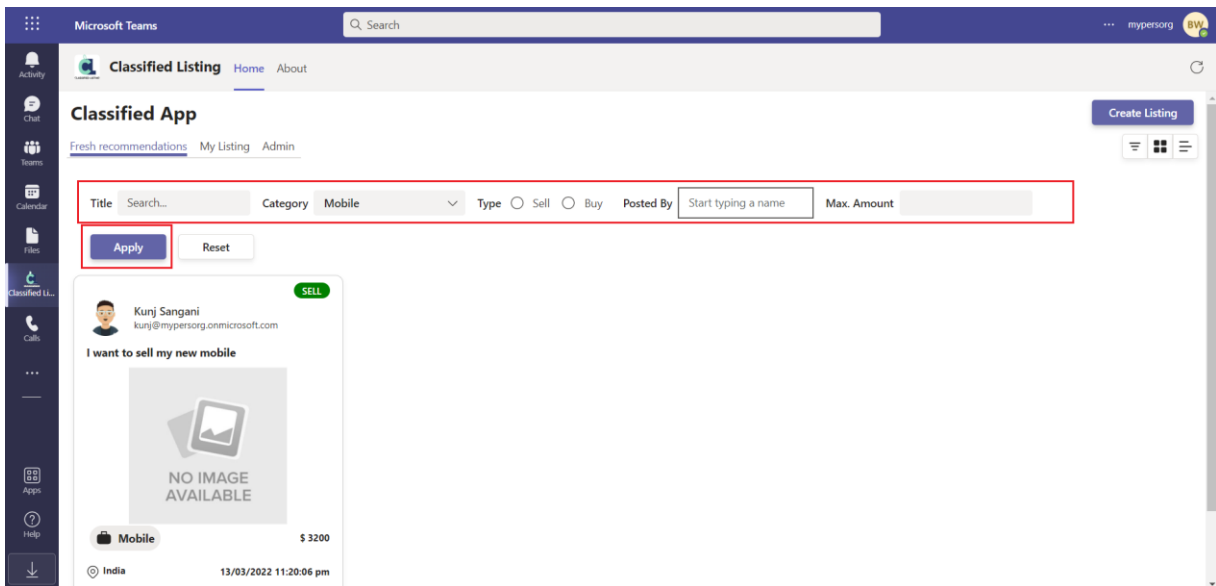 Microsoft Teams
Search
mypersorg
BW
Activity
Chat
Teams
Calendar
Files
Classified Li...
Calls
Apps
Help
Classified Listing Home About
Classified App
Create Listing
Fresh recommendations My Listing Admin
Title Search... Category Mobile Type Sell Buy Posted By Start typing a name Max. Amount
Apply Reset
SELL
Kunj Sangani
kunj@mypersorg.onmicrosoft.com
I want to sell my new mobile
NO IMAGE
AVAILABLE
Mobile $ 3200
India 13/03/2022 11:20:06 pm